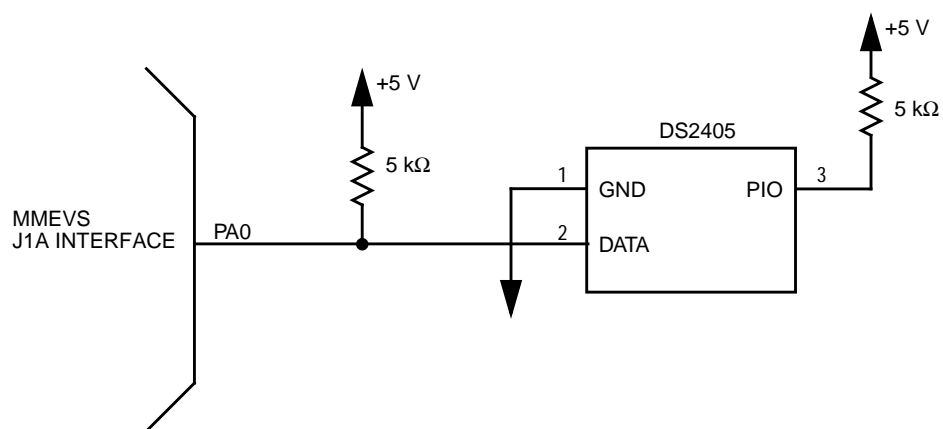 +5 V
+5 V
5 kΩ
DS2405
5 kΩ
1
GND
PIO
3
MMEVS
J1A INTERFACE
PA0
2
DATA